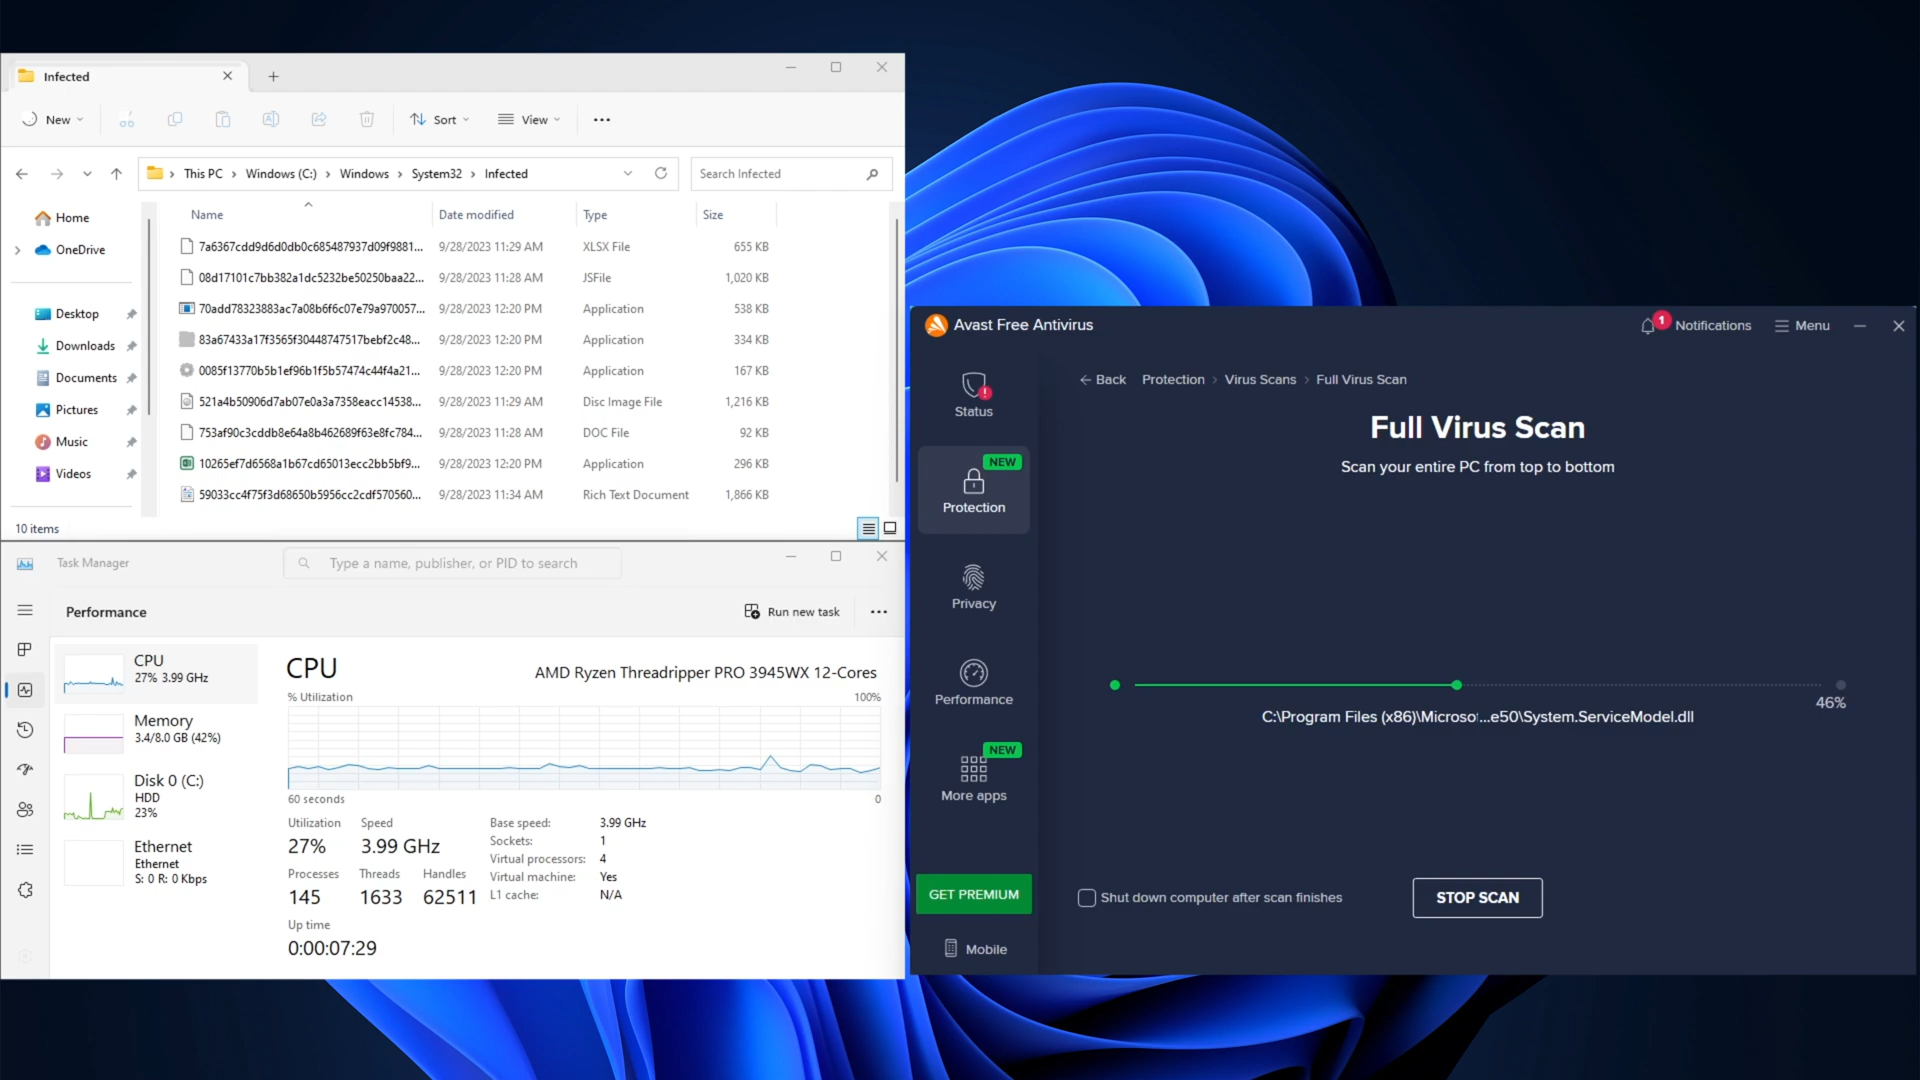 Infected
New
Sort
View
This PC > Windows (C:) > Windows > System32 > Infected
Search Infected
Home
OneDrive
Desktop
Downloads
Documents
Pictures
Music
Videos
Name Date modified Type Size
7a6367cdd9d6d0db0c685487937d09f9881... 9/28/2023 11:29 AM XLSX File 655 KB
08d17101c7bb382a1dc5232be50250baa22... 9/28/2023 11:28 AM JSFile 1,020 KB
70add78323883ac7a08b6f6c07e79a970057... 9/28/2023 12:20 PM Application 538 KB
83a67433a17f3565f30448747517bebf2c48... 9/28/2023 12:20 PM Application 334 KB
0085f13770b5b1ef96b1f5b57474c44f4a21... 9/28/2023 12:20 PM Application 167 KB
521a4b50906d7ab07e0a3a7358eacc14538... 9/28/2023 11:29 AM Disc Image File 1,216 KB
753af90c3cddb8e64a8b462689f63e8fc784... 9/28/2023 11:28 AM DOC File 92 KB
10265ef7d6568a1b67cd65013ecc2bb5bf9... 9/28/2023 12:20 PM Application 296 KB
59033cc4f75f3d68650b5956cc2cdf570560... 9/28/2023 11:34 AM Rich Text Document 1,866 KB
10 items
Task Manager
Type a name, publisher, or PID to search
Performance
Run new task
CPU
27% 3.99 GHz
Memory
3.4/8.0 GB (42%)
Disk 0 (C:)
HDD
23%
Ethernet
Ethernet
S: 0 R: 0 Kbps
CPU AMD Ryzen Threadripper PRO 3945WX 12-Cores
% Utilization 100%
60 seconds 0
Utilization Speed
27% 3.99 GHz
Processes Threads Handles
145 1633 62511
Up time
0:00:07:29
Base speed: 3.99 GHz
Sockets: 1
Virtual processors: 4
Virtual machine: Yes
L1 cache: N/A
Avast Free Antivirus
1
Notifications
Menu
Status
NEW
Protection
Privacy
Performance
NEW
More apps
GET PREMIUM
Mobile
Back Protection > Virus Scans > Full Virus Scan
Full Virus Scan
Scan your entire PC from top to bottom
46%
C:\Program Files (x86)\Microso...e50\System.ServiceModel.dll
Shut down computer after scan finishes
STOP SCAN